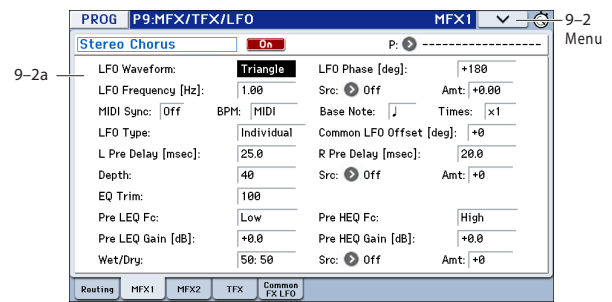 PROG P9:MFX/TFX/LFO MFX1
9–2
Menu
Stereo Chorus On P: ------------------
9–2a
LFO Waveform: Triangle LFO Phase [deg]: +180
LFO Frequency [Hz]: 1.00 Src: Off Amt: +0.00
MIDI Sync: Off BPM: MIDI Base Note: ♩ Times: x1
LFO Type: Individual Common LFO Offset [deg]: +0
L Pre Delay [msec]: 25.0 R Pre Delay [msec]: 20.0
Depth: 40 Src: Off Amt: +0
EQ Trim: 100
Pre LEQ Fc: Low Pre HEQ Fc: High
Pre LEQ Gain [dB]: +0.0 Pre HEQ Gain [dB]: +0.0
Wet/Dry: 50: 50 Src: Off Amt: +0
Routing MFX1 MFX2 TFX Common FX LFO